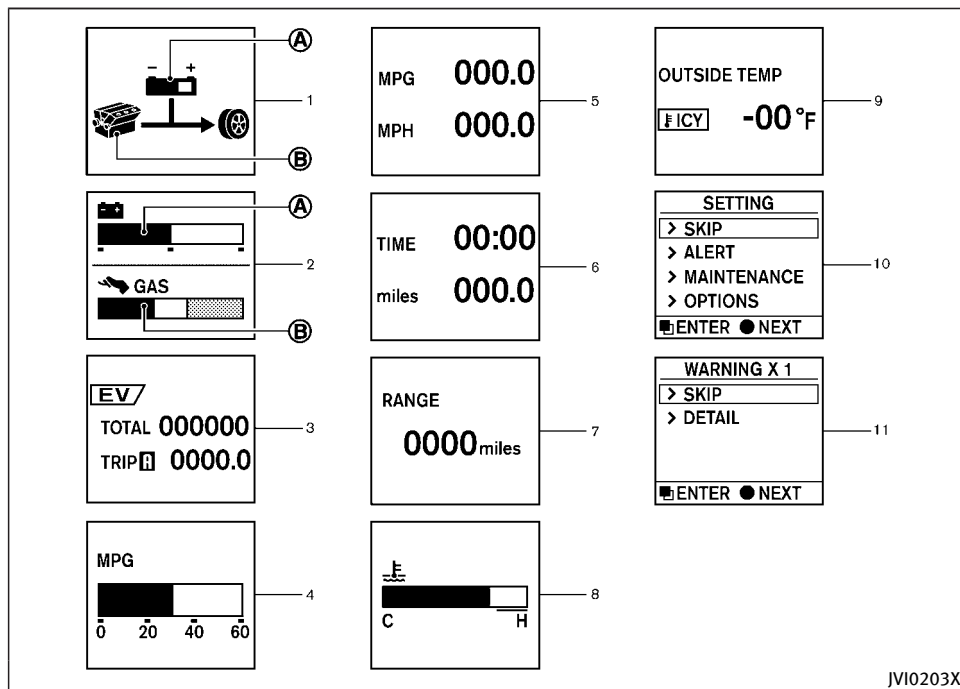 A
- +
1
B
A
- +
2
GAS
B
EV
TOTAL 000000
3
TRIP A 0000.0
MPG
4
0 20 40 60
MPG 000.0
5
MPH 000.0
TIME 00:00
6
miles 000.0
RANGE
7
0000 miles
8
C H
OUTSIDE TEMP
9
ICY -00°F
SETTING
> SKIP
> ALERT
10
> MAINTENANCE
> OPTIONS
ENTER ● NEXT
WARNING X 1
> SKIP
> DETAIL
11
ENTER ● NEXT
JVI0203X